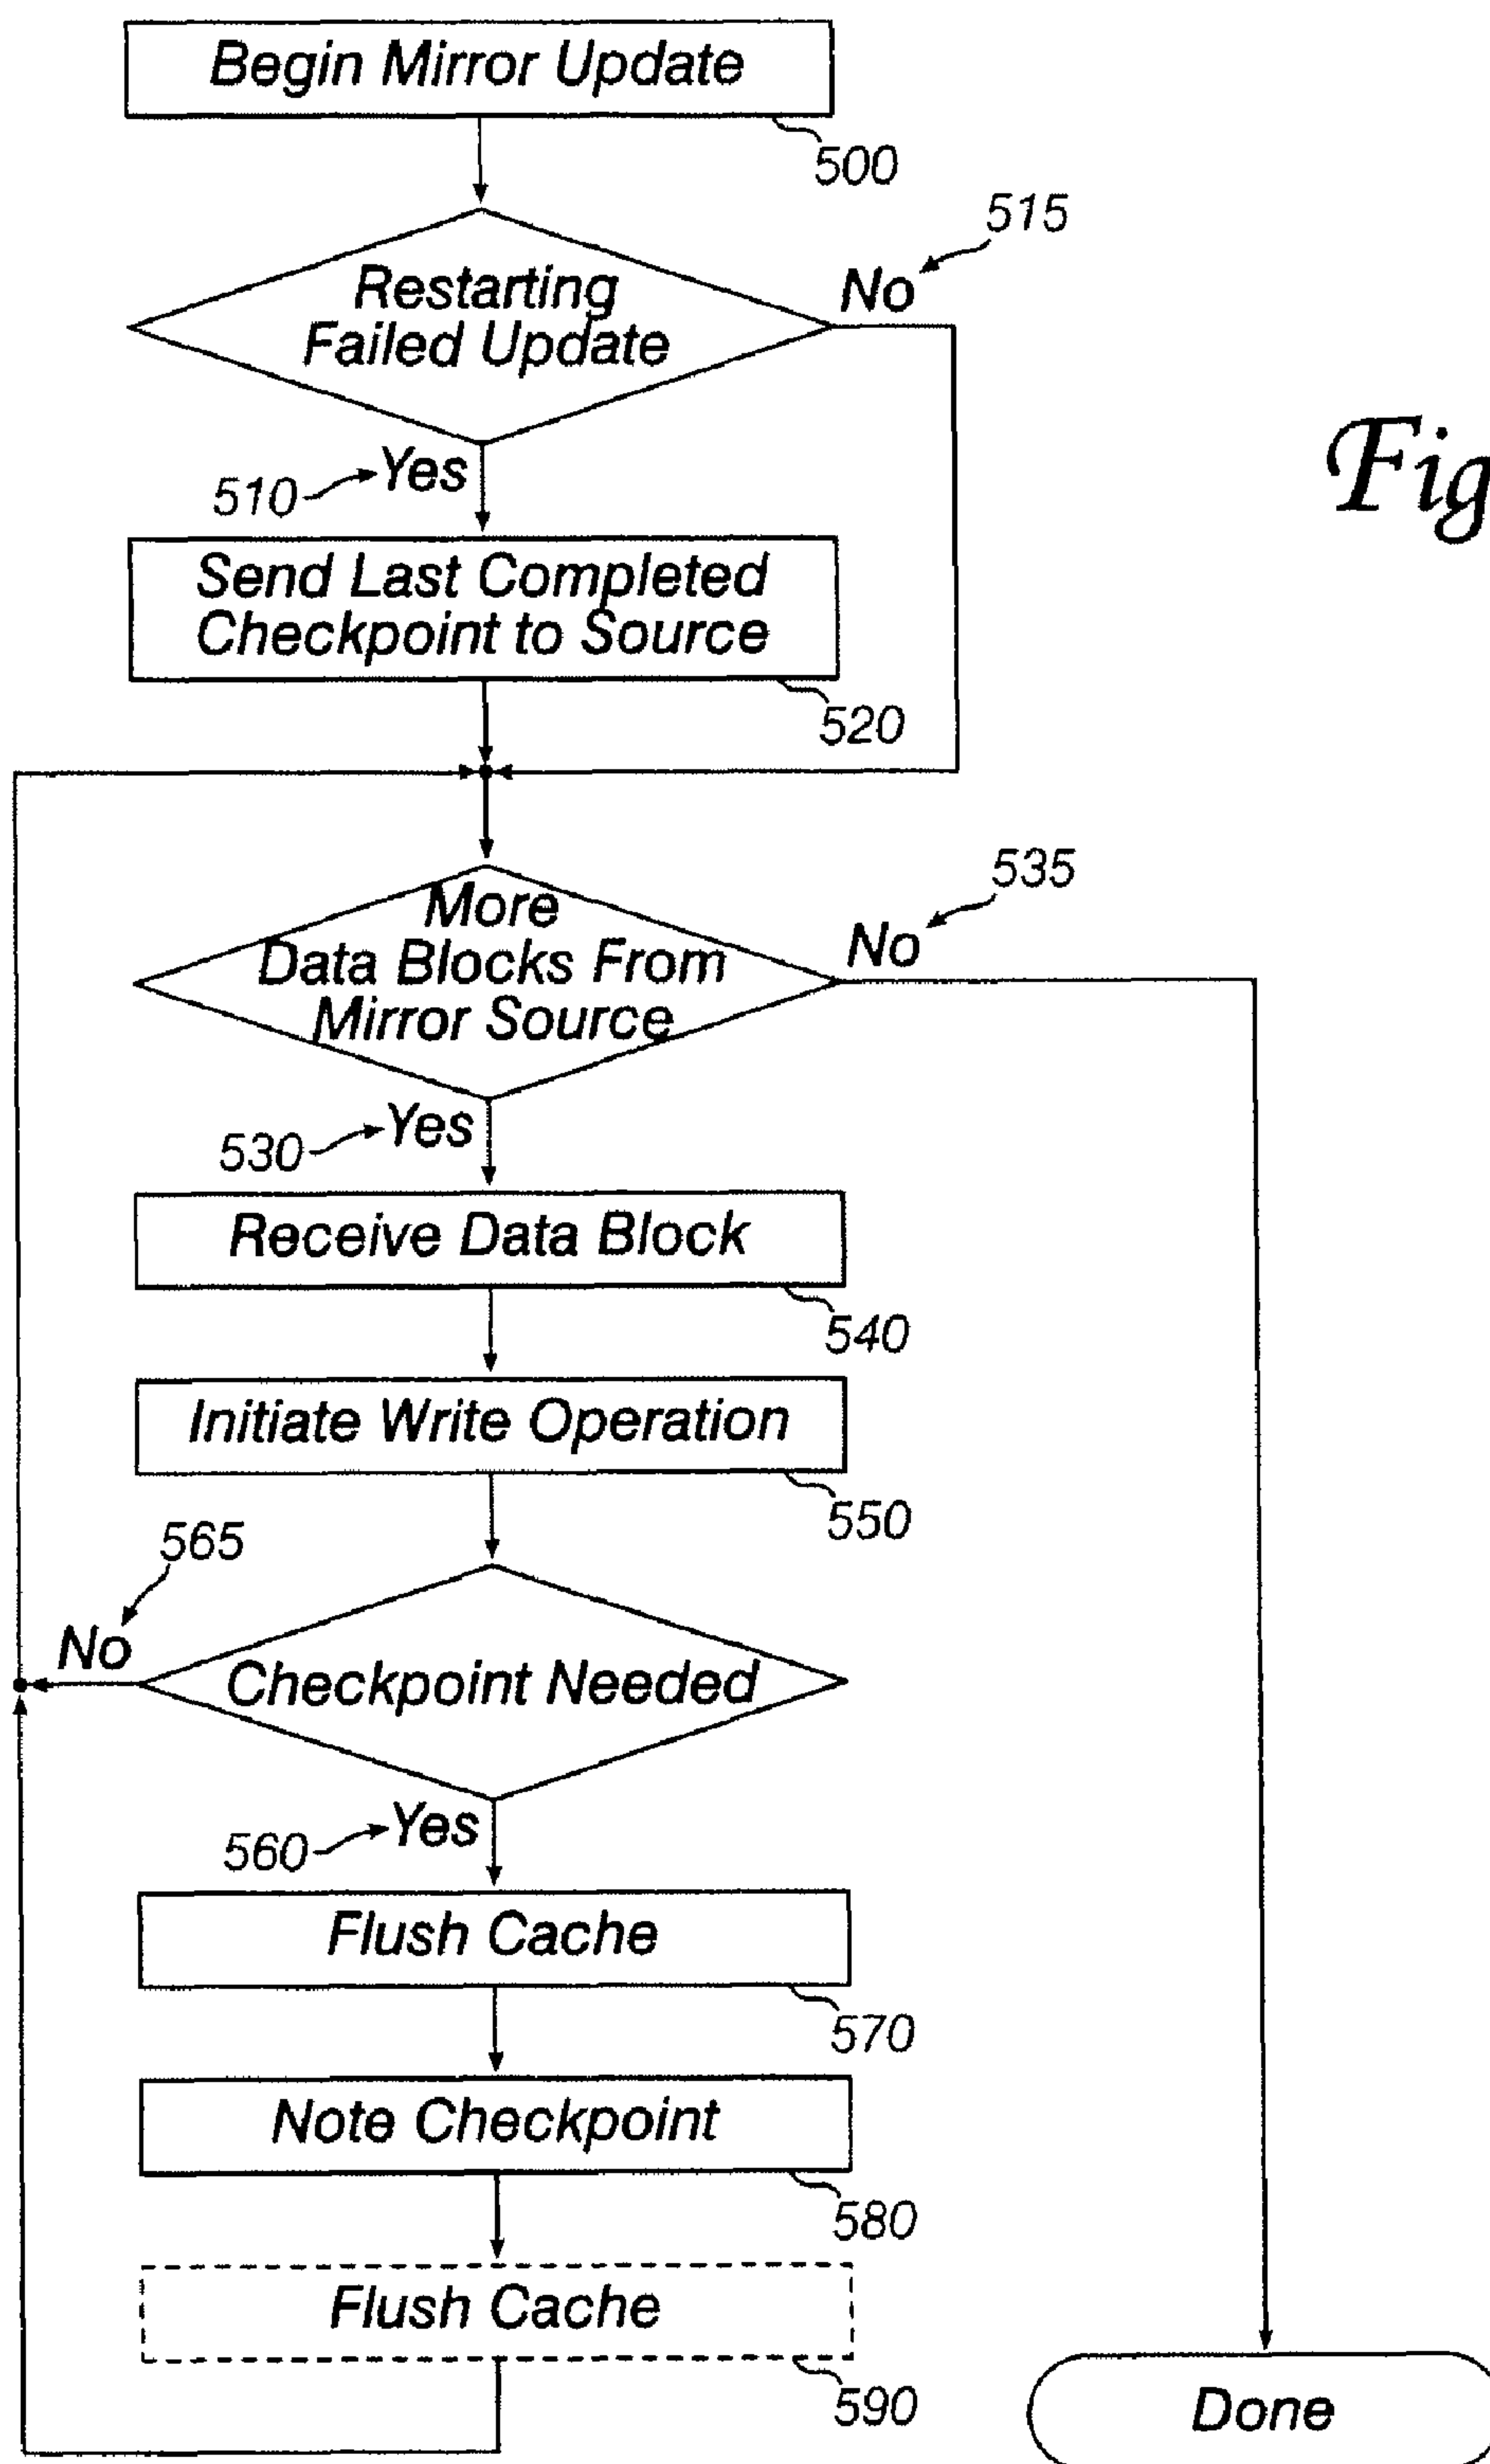 Begin Mirror Update
500
515
Restarting
Failed Update
No
Fig
510
Yes
Send Last Completed
Checkpoint to Source
520
535
More
Data Blocks From
Mirror Source
No
530
Yes
Receive Data Block
540
Initiate Write Operation
550
565
No
Checkpoint Needed
560
Yes
Flush Cache
570
Note Checkpoint
580
Flush Cache
590
Done